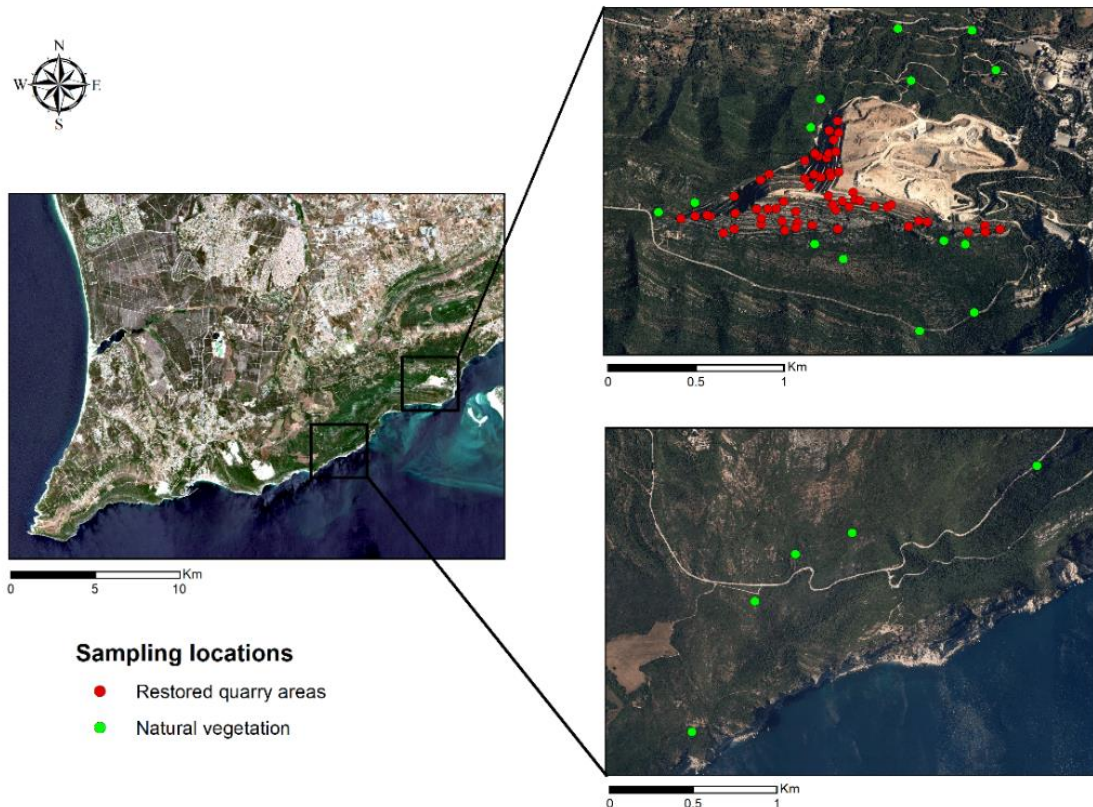 N
W E
S
0 0.5 1 Km
0 5 10 Km
Sampling locations
Restored quarry areas
Natural vegetation
0 0.5 1 Km